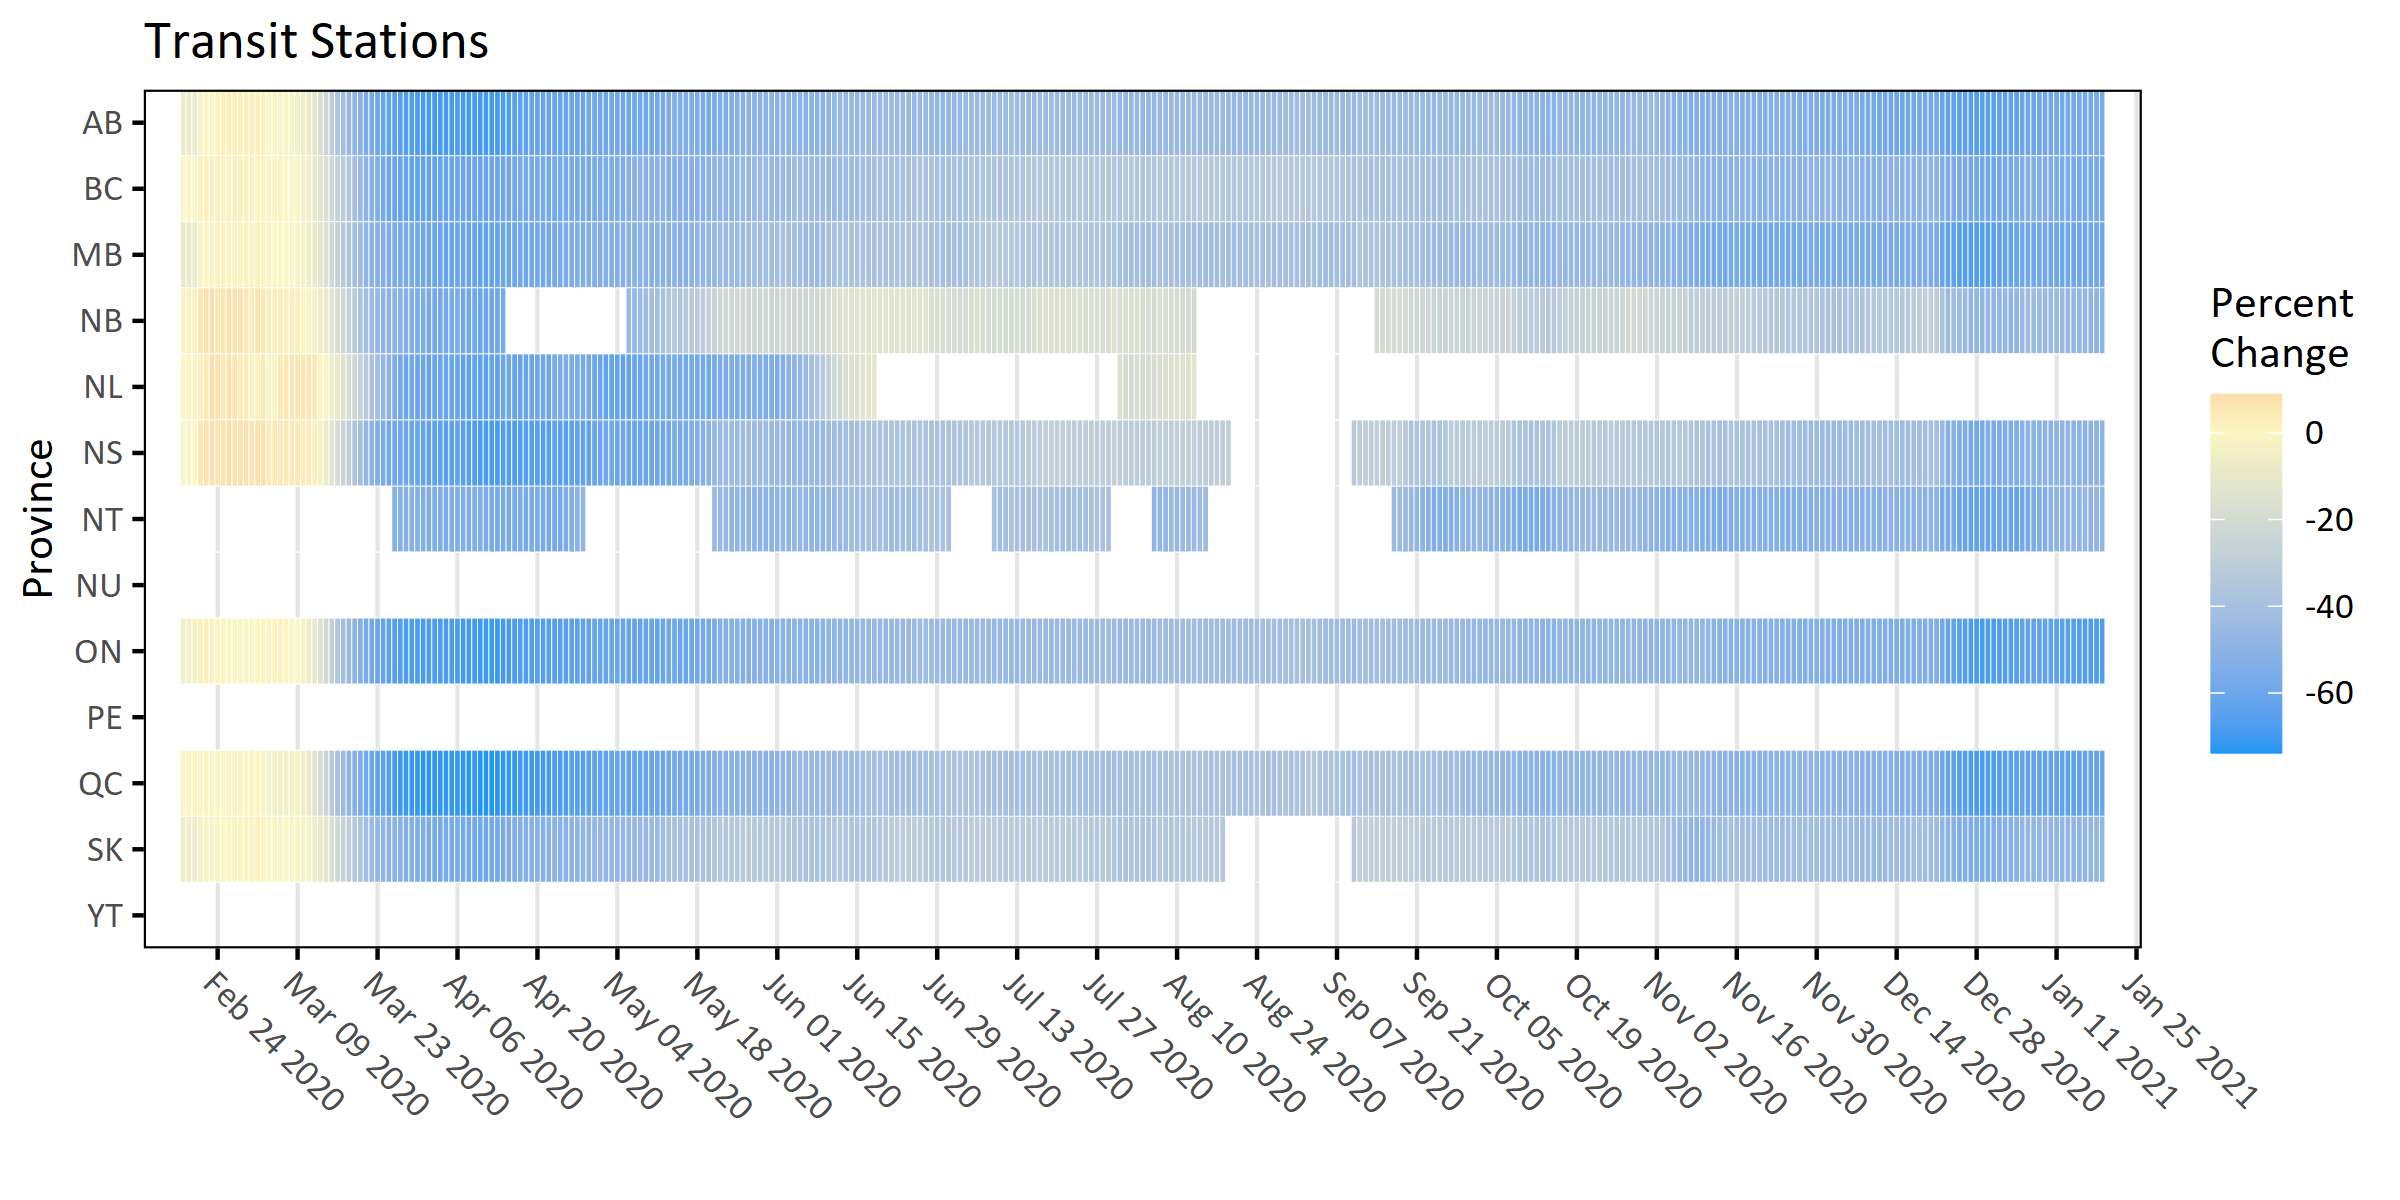 Transit Stations
Province
AB
BC
MB
NB
NL
NS
NT
NU
ON
PE
QC
SK
YT
Feb 24 2020
Mar 09 2020
Mar 23 2020
Apr 06 2020
Apr 20 2020
May 04 2020
May 18 2020
Jun 01 2020
Jun 15 2020
Jun 29 2020
Jul 13 2020
Jul 27 2020
Aug 10 2020
Aug 24 2020
Sep 07 2020
Sep 21 2020
Oct 05 2020
Oct 19 2020
Nov 02 2020
Nov 16 2020
Nov 30 2020
Dec 14 2020
Dec 28 2020
Jan 11 2021
Jan 25 2021
Percent
Change
0
-20
-40
-60